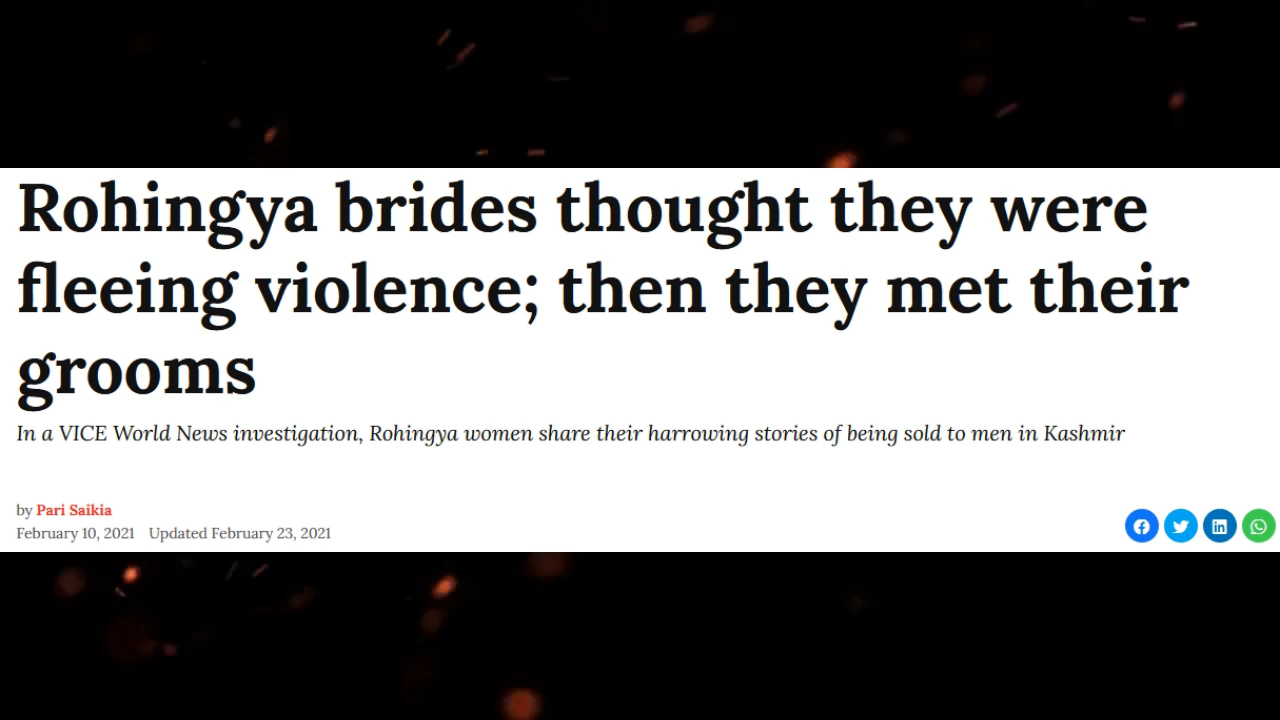 Rohingya brides thought they were
fleeing violence; then they met their
grooms
In a VICE World News investigation, Rohingya women share their harrowing stories of being sold to men in Kashmir
by Pari Saikia
February 10, 2021 Updated February 23, 2021